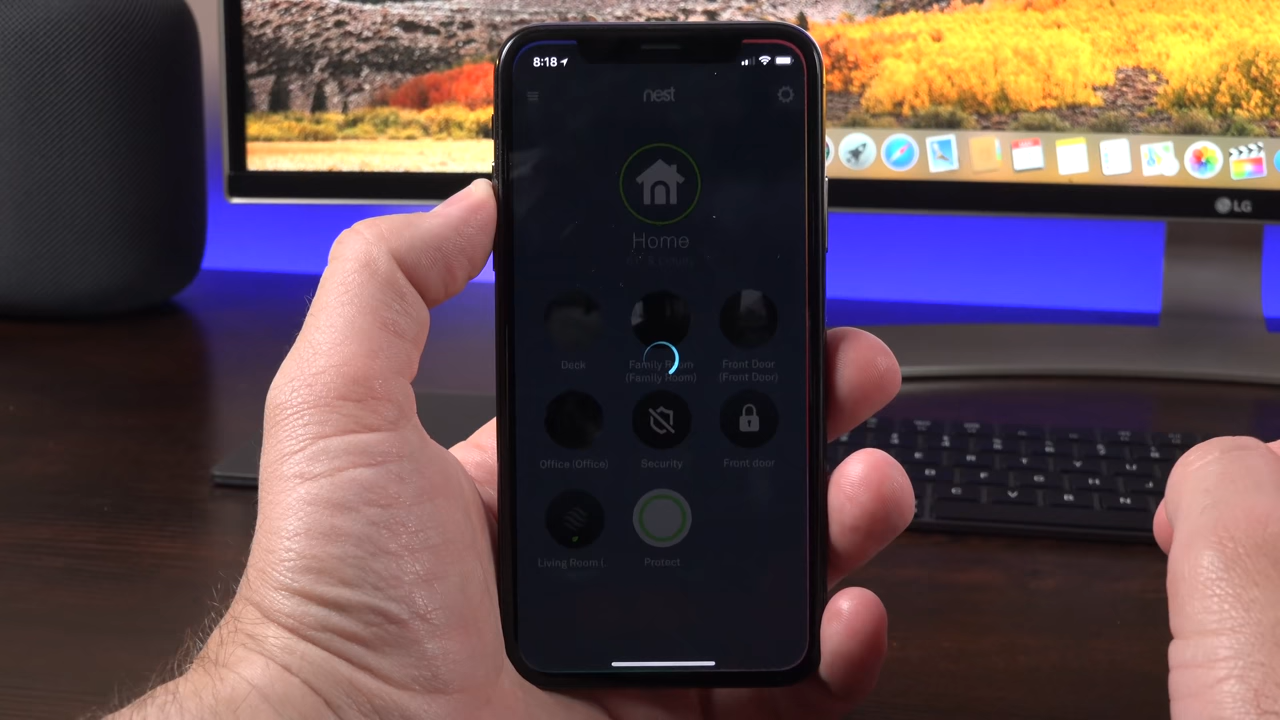 8:18
nest
Home
Deck
Family Room
(Family Room)
Front Door
(Front Door)
Office (Office)
Security
Front door
Living Room (..
Protect
LG